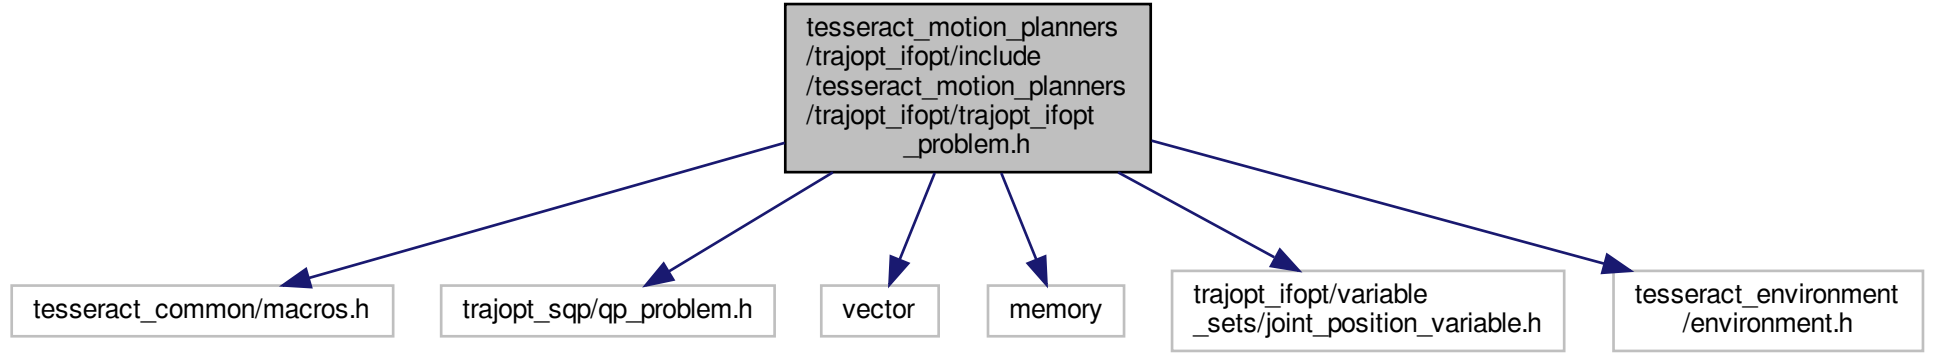 tesseract_motion_planners
/trajopt_ifopt/include
/tesseract_motion_planners
/trajopt_ifopt/trajopt_ifopt
_problem.h
tesseract_common/macros.h
trajopt_sqp/qp_problem.h
vector
memory
trajopt_ifopt/variable
_sets/joint_position_variable.h
tesseract_environment
/environment.h